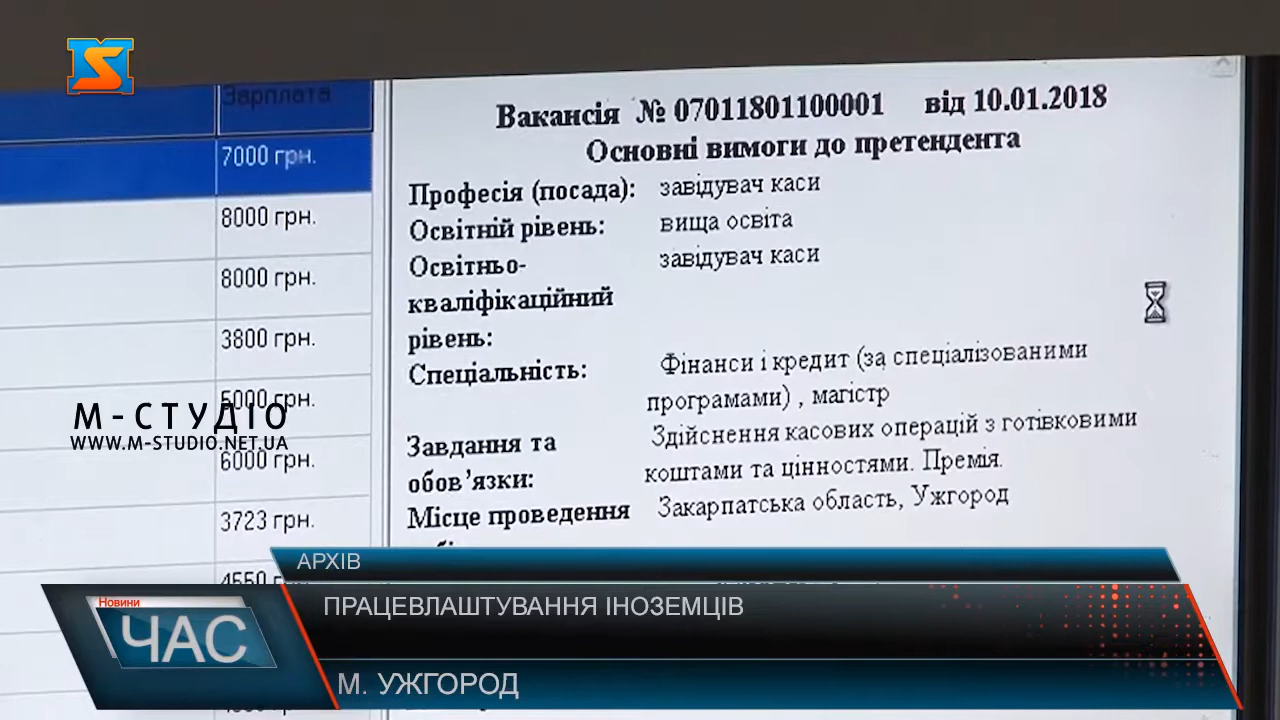 Зарплата
7000 грн.
8000 грн.
8000 грн.
3800 грн.
5000 грн.
6000 грн.
3723 грн.
4550
Вакансія № 07011801100001 від 10.01.2018
Основні вимоги до претендента
Професія (посада): завідувач каси
Освітній рівень: вища освіта
Освітньо- завідувач каси
кваліфікаційний
рівень:
Спеціальність: Фінанси і кредит (за спеціалізованими
програмами) , магістр
Завдання та Здійснення касових операцій з готівковими
обов’язки: коштами та цінностями. Премія.
Місце проведення Закарпатська область, Ужгород
М-СТУДІО
WWW.M-STUDIO.NET.UA
АРХІВ
Новини
ЧАС
ПРАЦЕВЛАШТУВАННЯ ІНОЗЕМЦІВ
М. УЖГОРОД